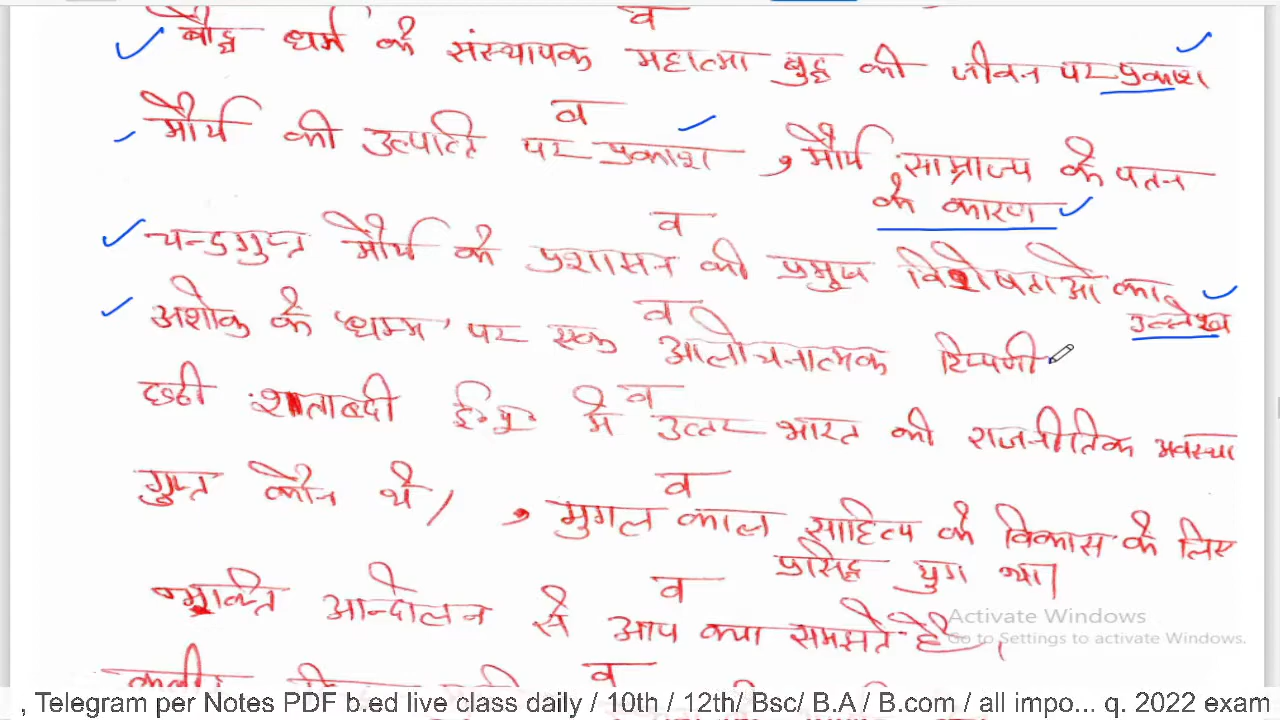 व
बौद्ध धर्म के संस्थापक महात्मा बुद्ध की जीवन पर प्रकाश
व
मौर्य की उत्पति पर प्रकाश , मौर्य साम्राज्य के पतन
के कारण
व
चन्द्रगुप्त मौर्य के प्रशासन की प्रमुख विशेषताओ का
उल्लेख
व
अशोक के 'धम्म' पर एक आलोचनात्मक टिप्पणी
छठी शताब्दी ई.पू. में उत्तर भारत की राजनीतिक अवस्था
व
गुप्त कौन थे / , मुगल काल साहित्य के विकास के लिए
प्रसिद्ध युग था।
व
आन्दोलन से आप क्या समझते है।
व
Activate Windows
Go to Settings to activate Windows.
, Telegram per Notes PDF b.ed live class daily / 10th / 12th/ Bsc/ B.A / B.com / all impo... q. 2022 exam